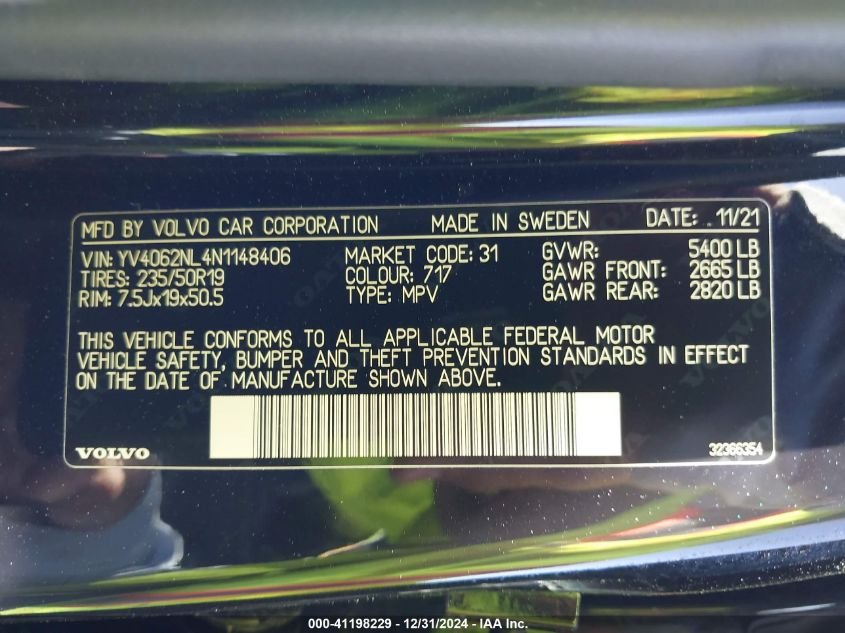 MFD BY VOLVO CAR CORPORATION MADE IN SWEDEN DATE: 11/21
VIN: YV4062NL4N1148406 MARKET CODE: 31 GVWR: 5400 LB
TIRES: 235/50R19 COLOUR: 717 GAWR FRONT: 2665 LB
RIM: 7.5Jx19x50.5 TYPE: MPV GAWR REAR: 2820 LB
THIS VEHICLE CONFORMS TO ALL APPLICABLE FEDERAL MOTOR
VEHICLE SAFETY, BUMPER AND THEFT PREVENTION STANDARDS IN EFFECT
ON THE DATE OF MANUFACTURE SHOWN ABOVE.
VOLVO 32366354
000-41198229 - 12/31/2024 - IAA Inc.